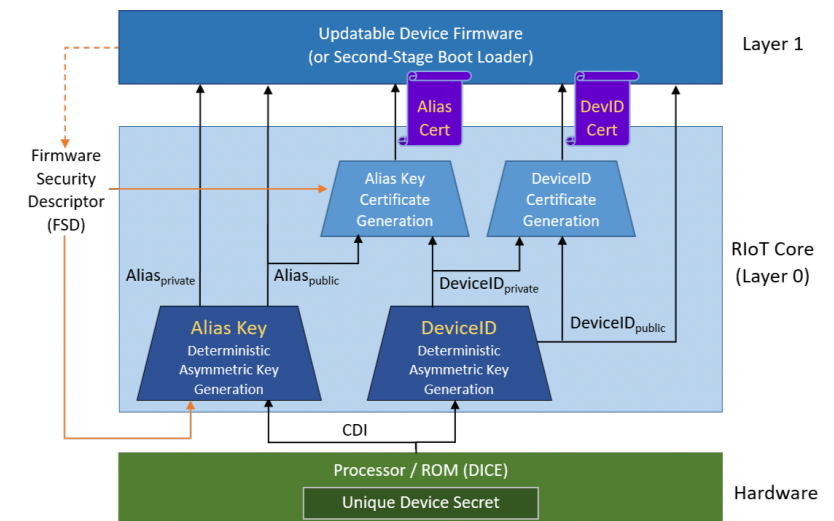 Updatable Device Firmware
(or Second-Stage Boot Loader)
Layer 1
Alias
Cert
DevID
Cert
Firmware
Security
Descriptor
(FSD)
Alias Key
Certificate
Generation
DeviceID
Certificate
Generation
RIoT Core
(Layer 0)
Aliasprivate
Aliaspublic
DeviceIDprivate
DeviceIDpublic
Alias Key
Deterministic
Asymmetric Key
Generation
DeviceID
Deterministic
Asymmetric Key
Generation
CDI
Processor / ROM (DICE)
Unique Device Secret
Hardware